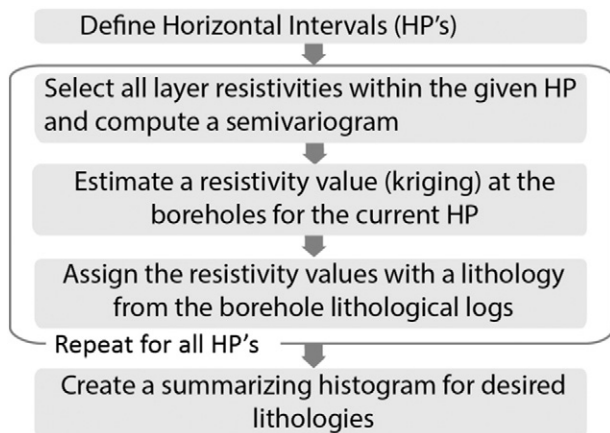 Define Horizontal Intervals (HP's)
Select all layer resistivities within the given HP
and compute a semivariogram
Estimate a resistivity value (kriging) at the
boreholes for the current HP
Assign the resistivity values with a lithology
from the borehole lithological logs
Repeat for all HP's
Create a summarizing histogram for desired
lithologies